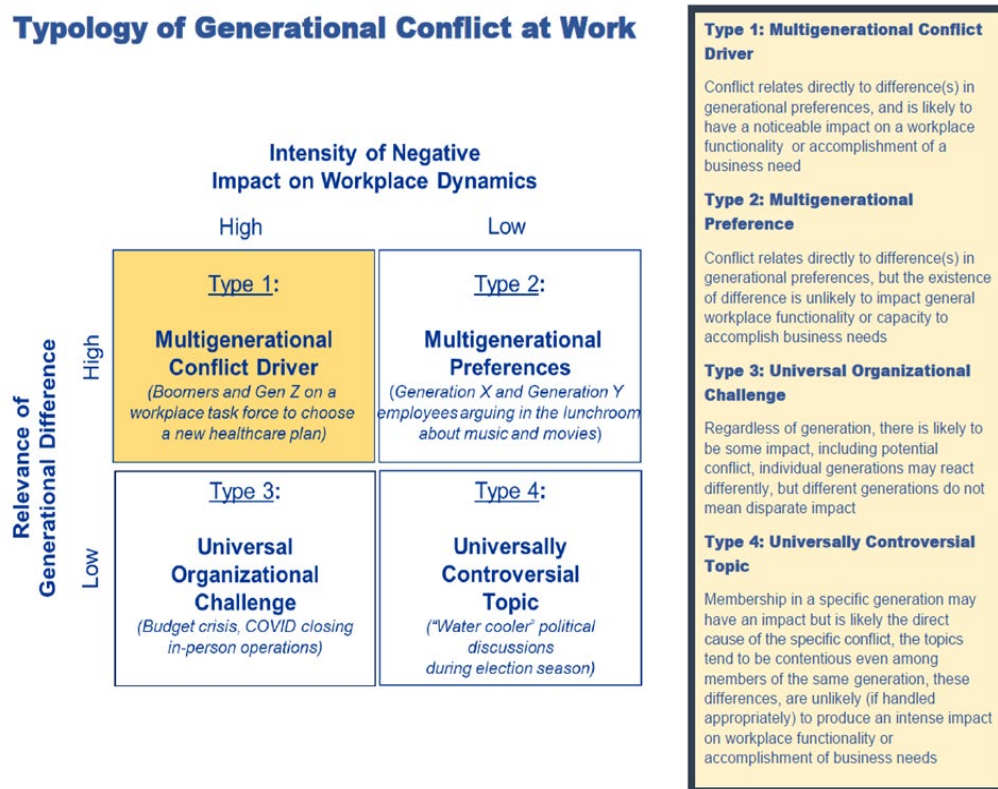 Typology of Generational Conflict at Work
Intensity of Negative
Impact on Workplace Dynamics
High
Low
Relevance of
Generational Difference
High
Low
Type 1:
Multigenerational
Conflict Driver
(Boomers and Gen Z on a
workplace task force to choose
a new healthcare plan)
Type 2:
Multigenerational
Preferences
(Generation X and Generation Y
employees arguing in the lunchroom
about music and movies)
Type 3:
Universal
Organizational
Challenge
(Budget crisis, COVID closing
in-person operations)
Type 4:
Universally
Controversial
Topic
("Water cooler" political
discussions
during election season)
Type 1: Multigenerational Conflict
Driver
Conflict relates directly to difference(s) in
generational preferences, and is likely to
have a noticeable impact on a workplace
functionality or accomplishment of a
business need
Type 2: Multigenerational
Preference
Conflict relates directly to difference(s) in
generational preferences, but the existence
of difference is unlikely to impact general
workplace functionality or capacity to
accomplish business needs
Type 3: Universal Organizational
Challenge
Regardless of generation, there is likely to
be some impact, including potential
conflict, individual generations may react
differently, but different generations do not
mean disparate impact
Type 4: Universally Controversial
Topic
Membership in a specific generation may
have an impact but is likely the direct
cause of the specific conflict, the topics
tend to be contentious even among
members of the same generation, these
differences, are unlikely (if handled
appropriately) to produce an intense impact
on workplace functionality or
accomplishment of business needs